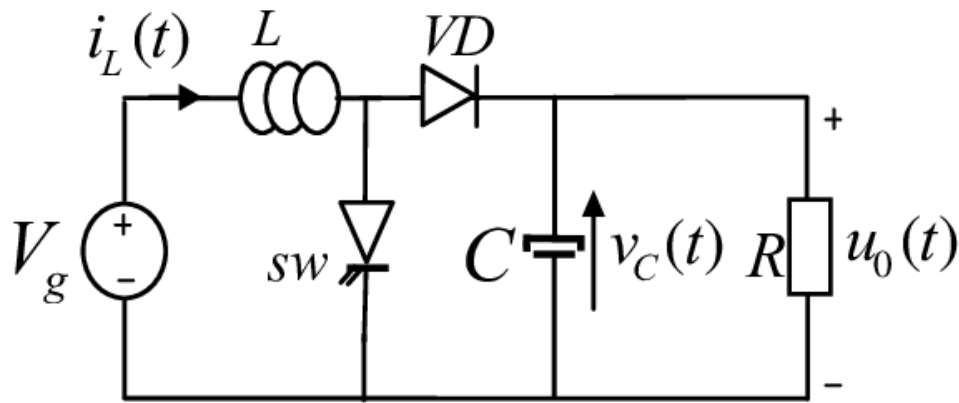 i_L(t)
L
VD
+
V_g
+
−
sw
C
v_C(t)
R
u_0(t)
−